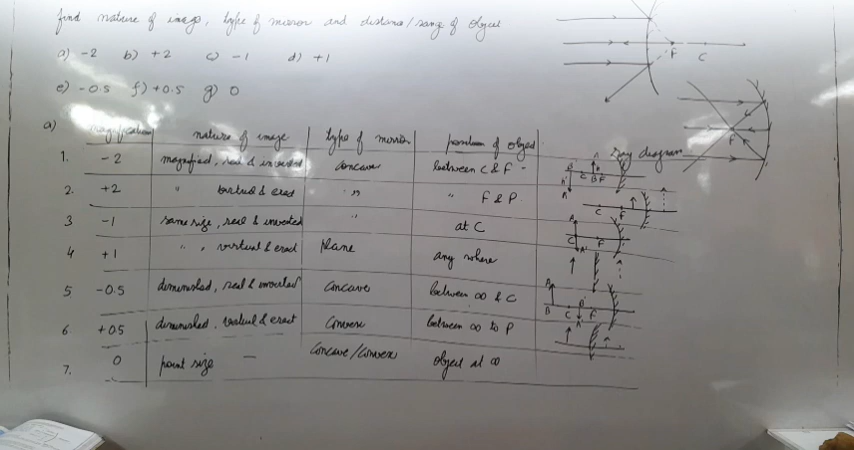 find nature of image, type of mirror and distance/range of object
a) -2 b) +2 c) -1 d) +1
e) -0.5 f) +0.5 g) 0
a) magnification nature of image type of mirror position of object Ray diagram
1. -2 magnified, real & inverted concave between C & F -
2. +2 " virtual & erect " " F & P.
3 -1 same size, real & inverted " at C
4 +1 " , virtual & erect Plane any where
5 -0.5 diminished, real & inverted concave between ∞ & C
6. +0.5 diminished, virtual & erect Convex between ∞ to P
7. 0 point size — Concave/Convex object at ∞
F C
F